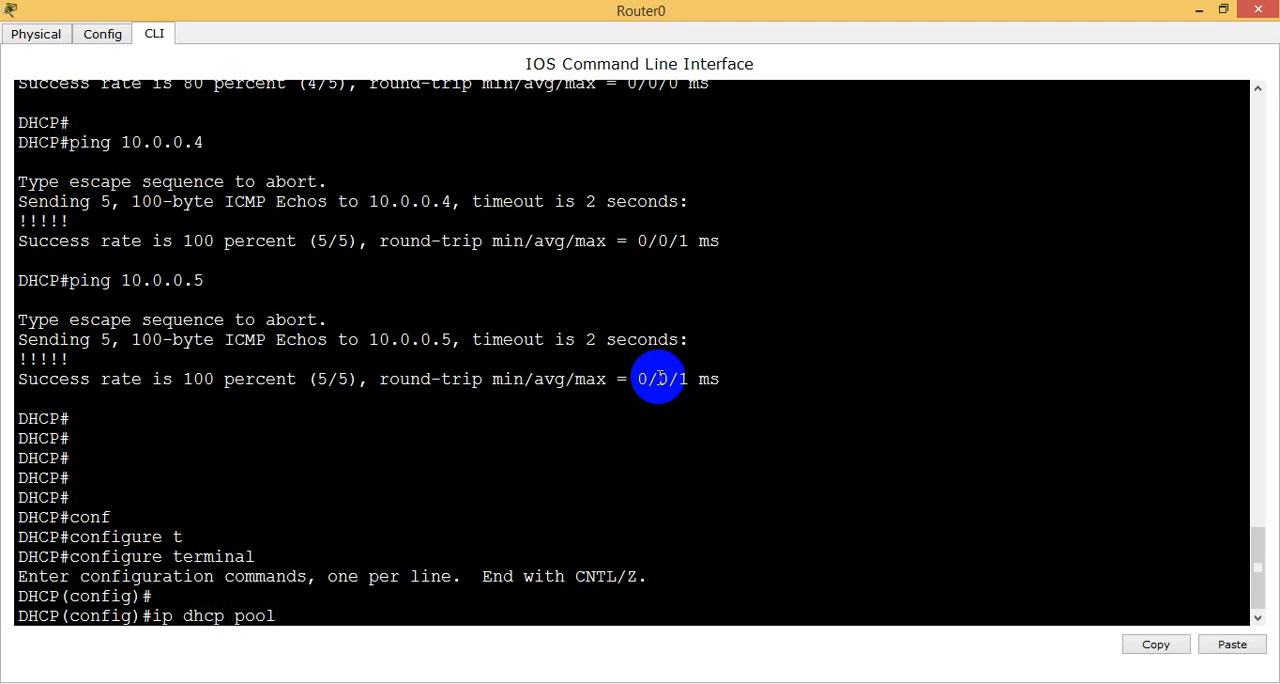 Router0
Physical Config CLI
IOS Command Line Interface
Success rate is 80 percent (4/5), round-trip min/avg/max = 0/0/0 ms
DHCP#
DHCP#ping 10.0.0.4
Type escape sequence to abort.
Sending 5, 100-byte ICMP Echos to 10.0.0.4, timeout is 2 seconds:
!!!!!
Success rate is 100 percent (5/5), round-trip min/avg/max = 0/0/1 ms
DHCP#ping 10.0.0.5
Type escape sequence to abort.
Sending 5, 100-byte ICMP Echos to 10.0.0.5, timeout is 2 seconds:
!!!!!
Success rate is 100 percent (5/5), round-trip min/avg/max = 0/0/1 ms
DHCP#
DHCP#
DHCP#
DHCP#
DHCP#
DHCP#conf
DHCP#configure t
DHCP#configure terminal
Enter configuration commands, one per line.  End with CNTL/Z.
DHCP(config)#
DHCP(config)#ip dhcp pool
Copy Paste